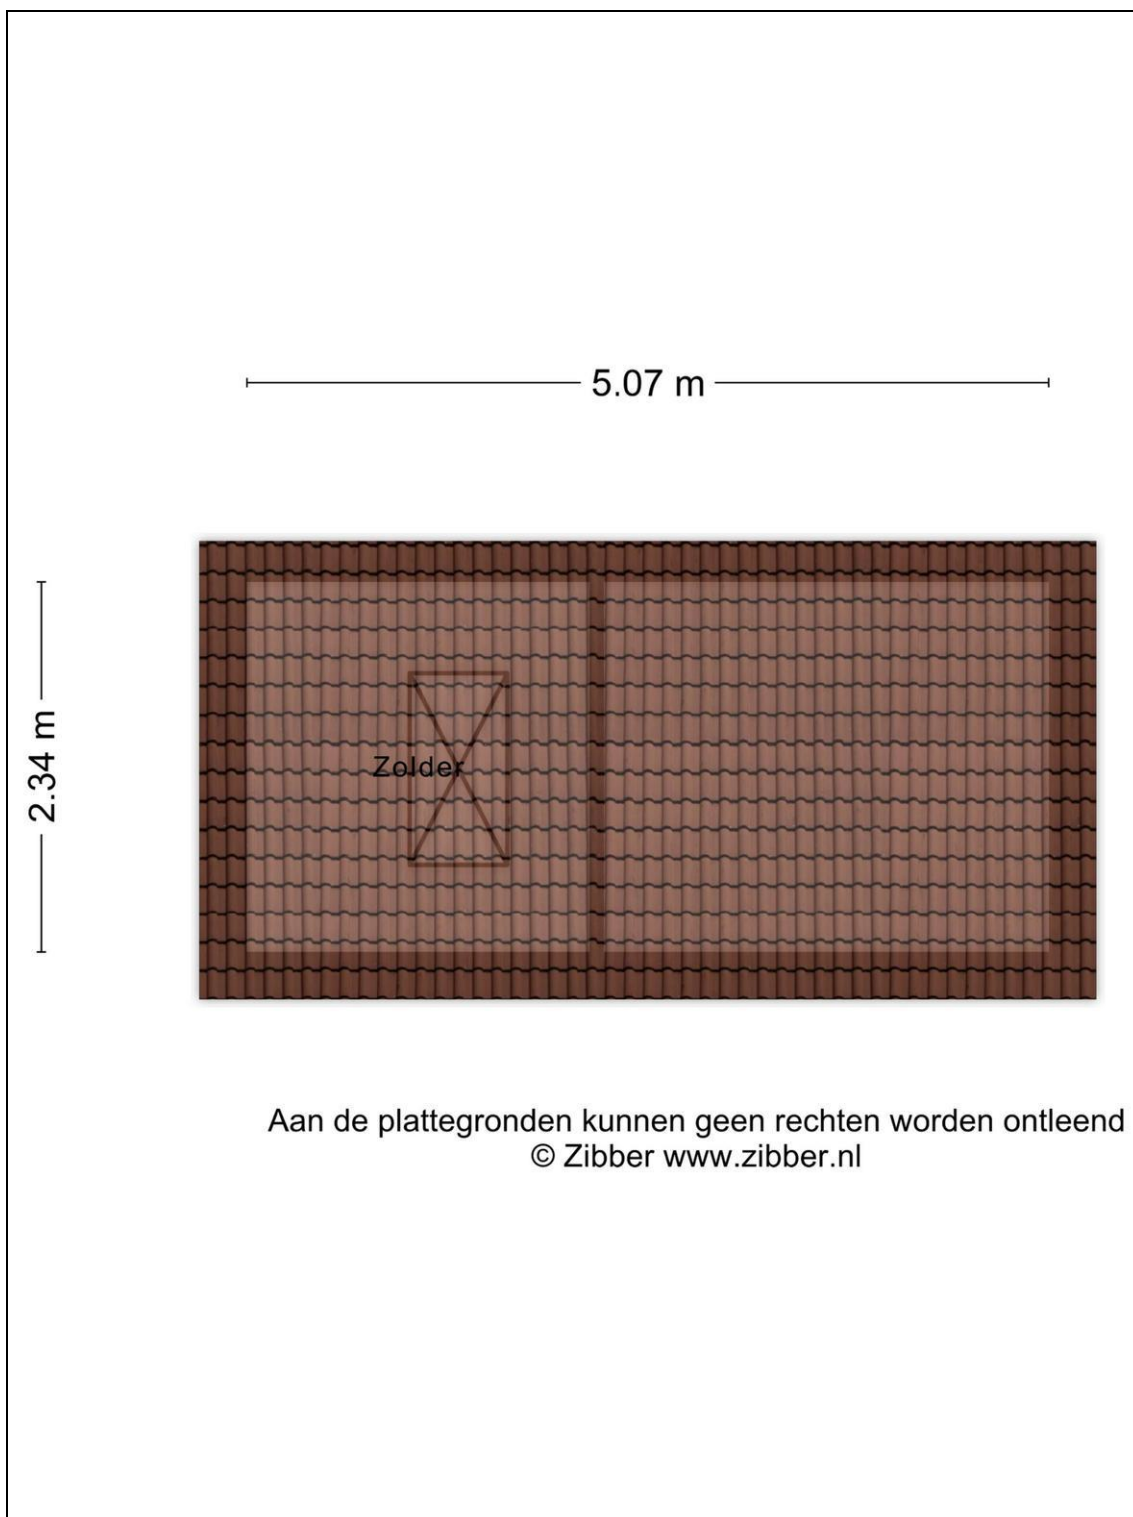 5.07 m
2.34 m
Zolder
Aan de plattegronden kunnen geen rechten worden ontleend
© Zibber www.zibber.nl